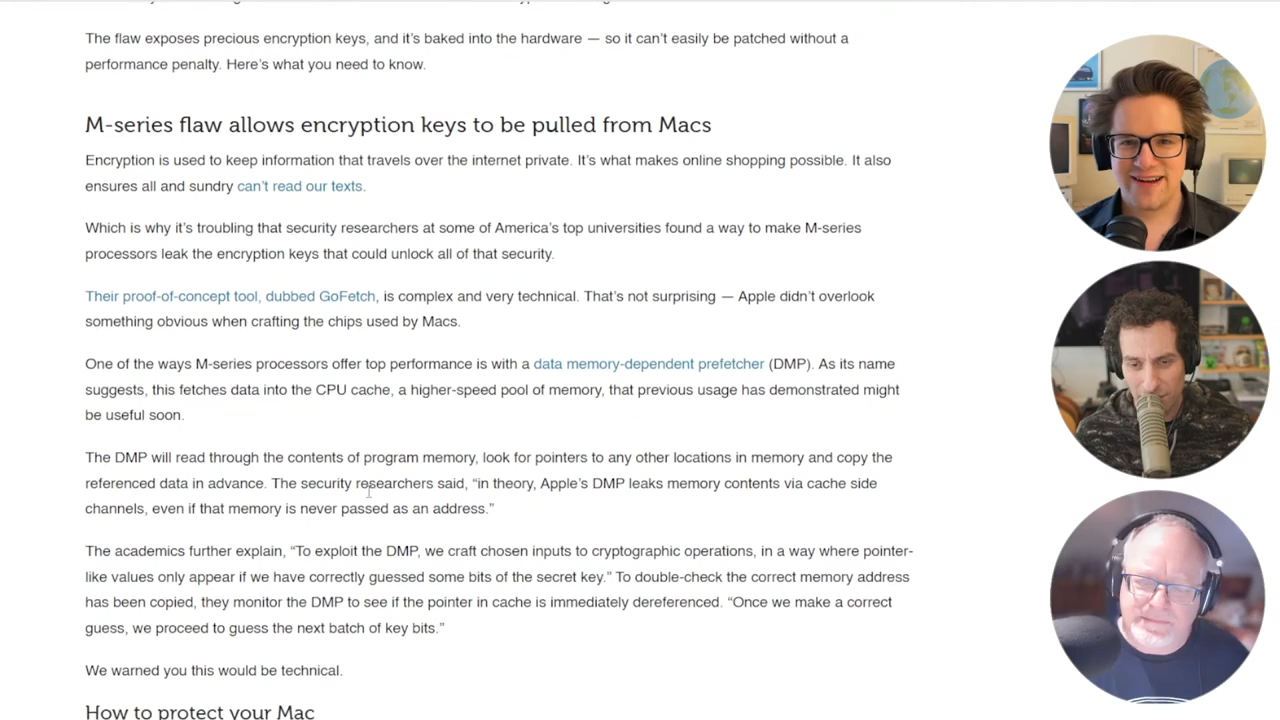 The flaw exposes precious encryption keys, and it's baked into the hardware — so it can't easily be patched without a
performance penalty. Here's what you need to know.
M-series flaw allows encryption keys to be pulled from Macs
Encryption is used to keep information that travels over the internet private. It's what makes online shopping possible. It also
ensures all and sundry can't read our texts.
Which is why it's troubling that security researchers at some of America's top universities found a way to make M-series
processors leak the encryption keys that could unlock all of that security.
Their proof-of-concept tool, dubbed GoFetch, is complex and very technical. That's not surprising — Apple didn't overlook
something obvious when crafting the chips used by Macs.
One of the ways M-series processors offer top performance is with a data memory-dependent prefetcher (DMP). As its name
suggests, this fetches data into the CPU cache, a higher-speed pool of memory, that previous usage has demonstrated might
be useful soon.
The DMP will read through the contents of program memory, look for pointers to any other locations in memory and copy the
referenced data in advance. The security researchers said, “in theory, Apple's DMP leaks memory contents via cache side
channels, even if that memory is never passed as an address.”
The academics further explain, “To exploit the DMP, we craft chosen inputs to cryptographic operations, in a way where pointer-
like values only appear if we have correctly guessed some bits of the secret key.” To double-check the correct memory address
has been copied, they monitor the DMP to see if the pointer in cache is immediately dereferenced. “Once we make a correct
guess, we proceed to guess the next batch of key bits.”
We warned you this would be technical.
How to protect your Mac